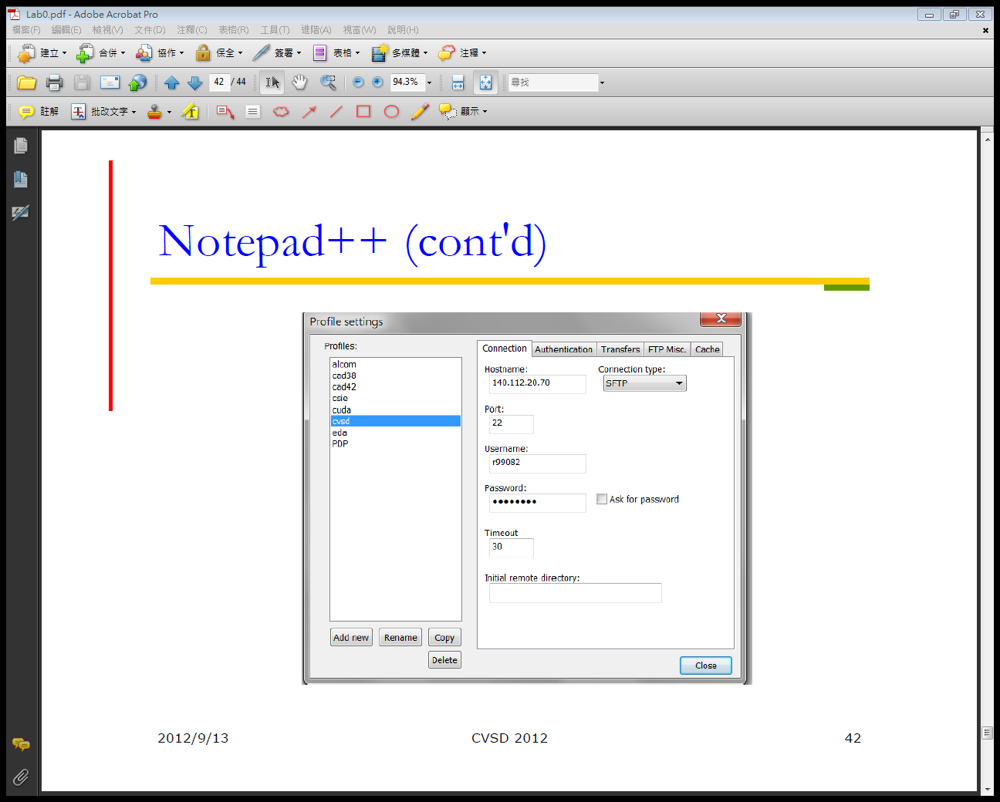 Lab0.pdf - Adobe Acrobat Pro
檔案(F) 編輯(E) 檢視(V) 文件(D) 注釋(C) 表格(R) 工具(T) 進階(A) 視窗(W) 說明(H)
建立 合併 協作 保全 簽署 表格 多媒體 注釋
42 / 44 94.3% 尋找
註解 批改文字 顯示
Notepad++ (cont'd)
Profile settings
Profiles:
alcom
cad38
cad42
csie
cuda
cvsd
eda
PDP
Add new Rename Copy
Delete
Connection Authentication Transfers FTP Misc. Cache
Hostname: Connection type:
140.112.20.70 SFTP
Port:
22
Username:
r99082
Password:
•••••••• Ask for password
Timeout
30
Initial remote directory:
Close
2012/9/13 CVSD 2012 42